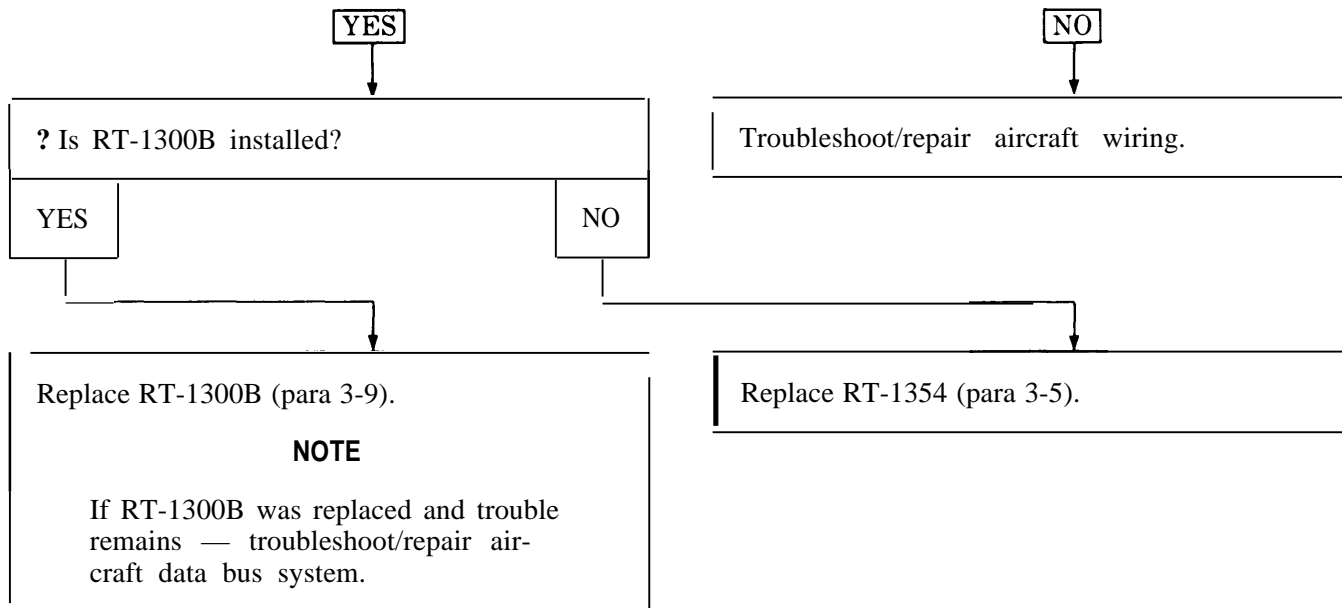 YES
NO
? Is RT-1300B installed?
Troubleshoot/repair aircraft wiring.
YES
NO
Replace RT-1300B (para 3-9).
NOTE
If RT-1300B was replaced and trouble
remains — troubleshoot/repair air-
craft data bus system.
Replace RT-1354 (para 3-5).